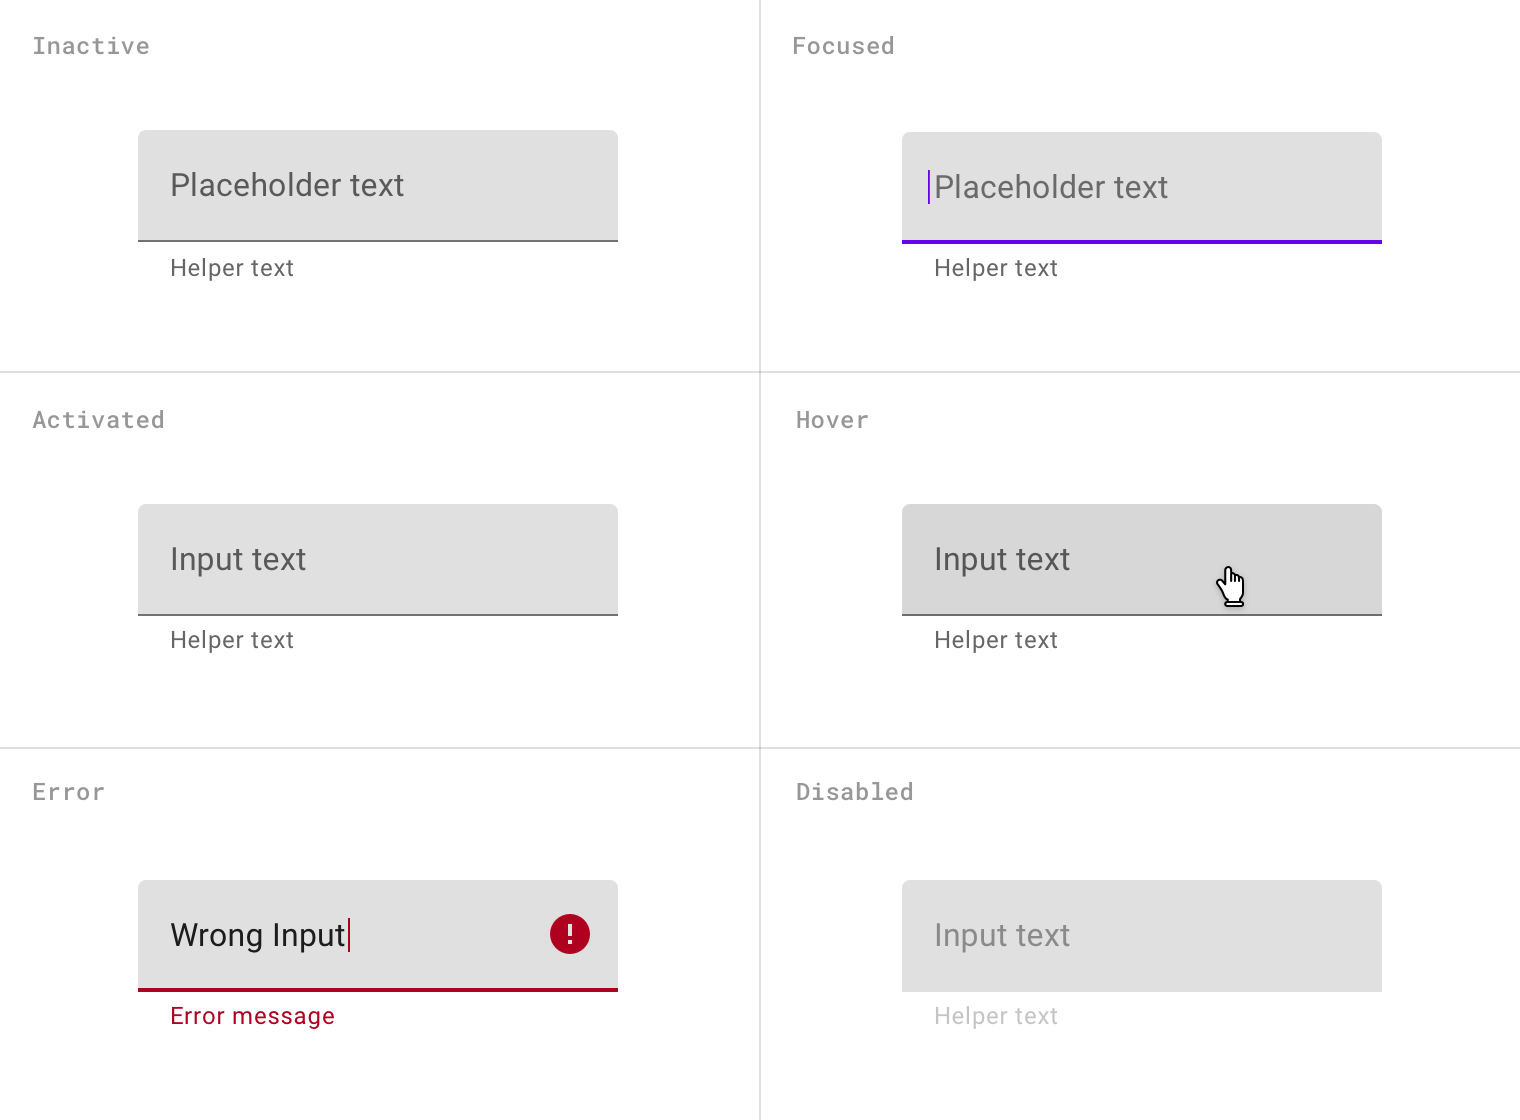 Inactive
Placeholder text
Helper text
Focused
Placeholder text
Helper text
Activated
Input text
Helper text
Hover
Input text
Helper text
Error
Wrong Input
Error message
Disabled
Input text
Helper text